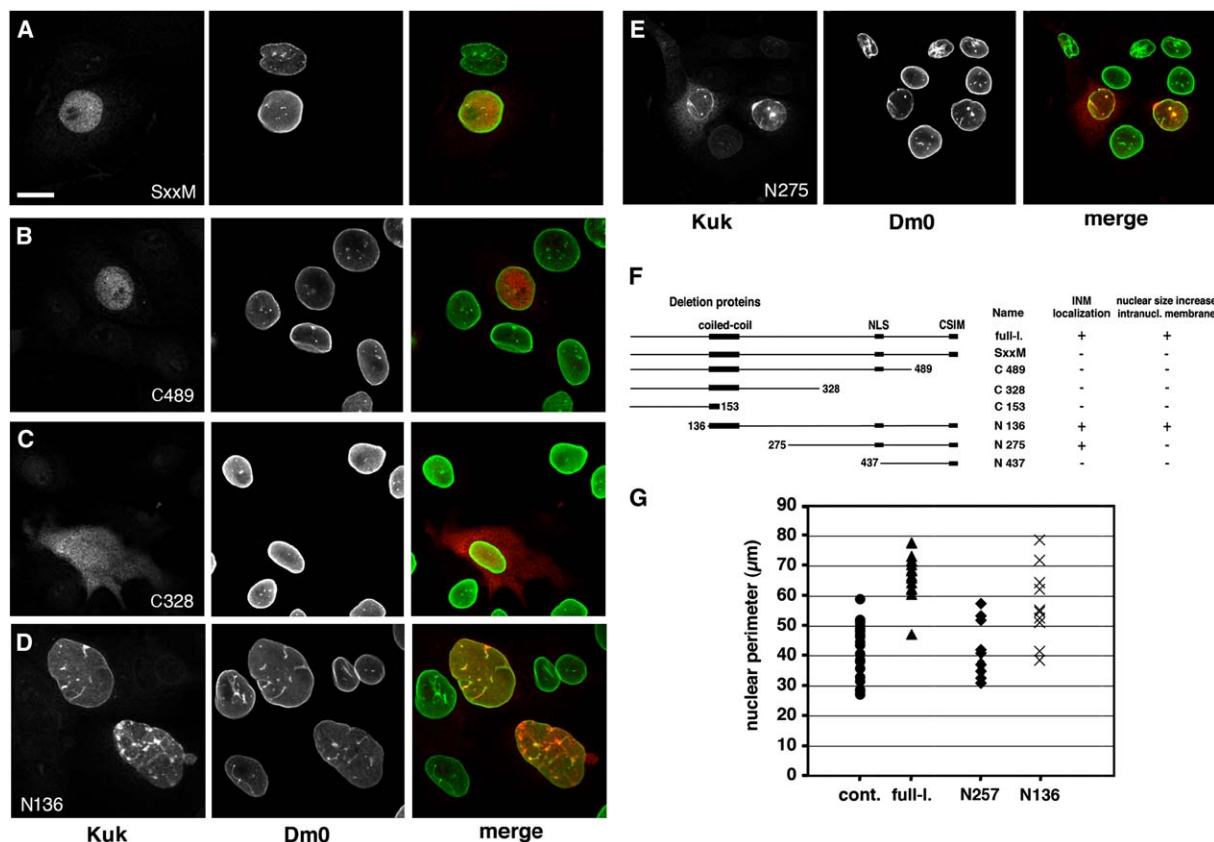 A
SxxM
B
C489
C
C328
D
N136
Kuk Dm0 merge
E
N275
Kuk Dm0 merge
F
Deletion proteins
coiled-coil NLS CSIM Name INM localization nuclear size increase intranucl. membrane
full-l. + +
SxxM - -
489 C 489 - -
328 C 328 - -
153 C 153 - -
136 N 136 + +
275 N 275 + -
437 N 437 - -
G
nuclear perimeter (µm)
90
80
70
60
50
40
30
20
10
0
cont. full-l. N257 N136